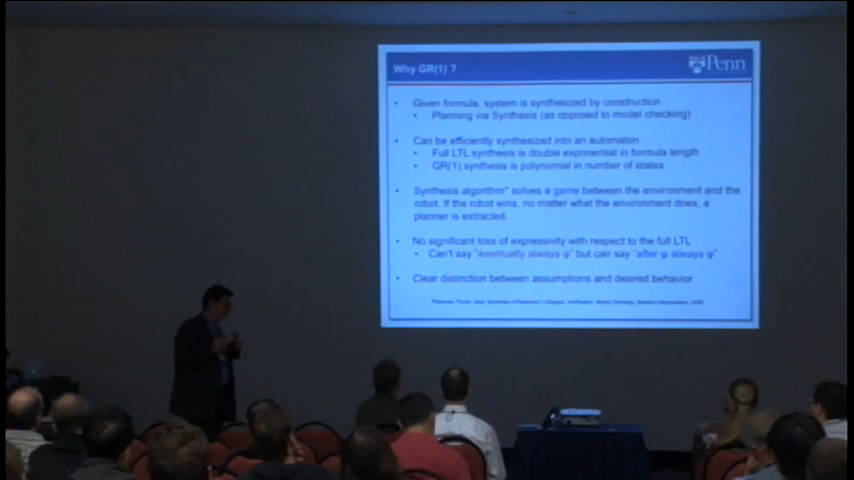 Why GR(1) ?
Penn
• Given formula, system is synthesized by construction
• Planning via Synthesis (as opposed to model checking)
• Can be efficiently synthesized into an automaton
• Full LTL synthesis is double exponential in formula length
• GR(1) synthesis is polynomial in number of states
• Synthesis algorithm* solves a game between the environment and the
robot. If the robot wins, no matter what the environment does, a
planner is extracted.
• No significant loss of expressivity with respect to the full LTL
• Can't say "eventually always φ" but can say "after ψ always φ"
• Clear distinction between assumptions and desired behavior